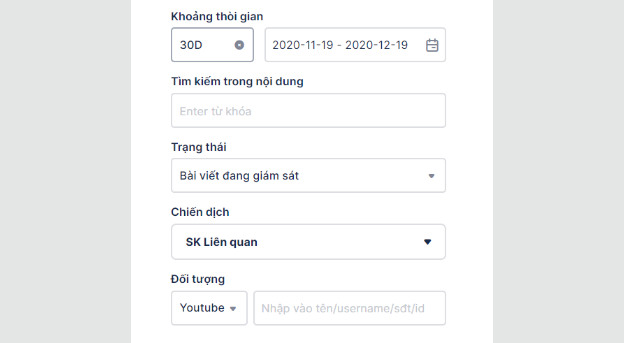 Khoảng thời gian
30D 2020-11-19 - 2020-12-19
Tìm kiếm trong nội dung
Enter từ khóa
Trạng thái
Bài viết đang giám sát
Chiến dịch
SK Liên quan
Đối tượng
Youtube Nhập vào tên/username/sđt/id